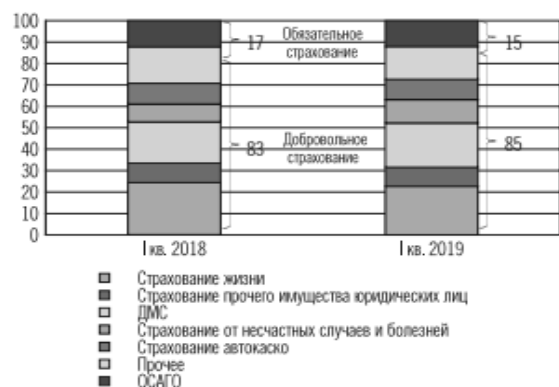 100
90
80
70
60
50
40
30
20
10
0
17
Обязательное
страхование
15
83
Добровольное
страхование
85
I кв. 2018
I кв. 2019
Страхование жизни
Страхование прочего имущества юридических лиц
ДМС
Страхование от несчастных случаев и болезней
Страхование автокаско
Прочее
ОСАГО